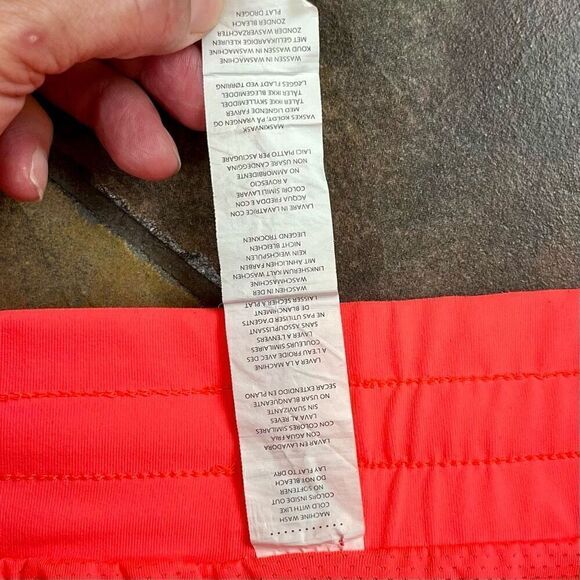 MACHINE WASH
COLD WITH LIKE
COLORS INSIDE OUT
NO SOFTENER
DO NOT BLEACH
LAY FLAT TO DRY
LAVAR EN LAVADORA
CON AGUA FRIA
CON COLORES SIMILARES
LAVA AL REVES
SIN SUAVIZANTE
NO USAR BLANQUEANTE
SECAR EXTENDIDO EN PLANO
LAVER A LA MACHINE
A L'EAU FROIDE AVEC DES
COULEURS SIMILAIRES
LAVER A L'ENVERS
SANS ASSOUPLISSANT
NE PAS UTILISER D'AGENTS
DE BLANCHIMENT
LAISSER SÉCHER À PLAT
WASCHEN IN DER
LINKSHERUM KALT WASCHEN
MIT ÄHNLICHEN FARBEN
KEIN WEICHSPÜLEN
NICHT BLEICHEN
LIEGEND TROCKNEN
LAVARE IN LAVATRICE CON
ACQUA FREDDA E CON
COLORI SIMILI LAVARE
A ROVESCIO
NO AMMORBIDENTE
NON USARE CANDEGGINA
LAICI PIATTO PER ASCIUGARE
MASKINVASK
VASKES KOLDT PÅ VRANGEN OG
MED LIGNENDE FARVER
TÅLER IKKE SKYLLEMIDDEL
TÅLER IKKE BLEGEMIDDEL
LÆGGES FLADT VED TØRRING
WASSEN IN WASMACHINE
KOUD WASSEN IN WASMACHINE
MET GELIJKAARDIGE KLEUREN
ZONDER WASVERZACHTER
ZONDER BLEACH
PLAT DROGEN